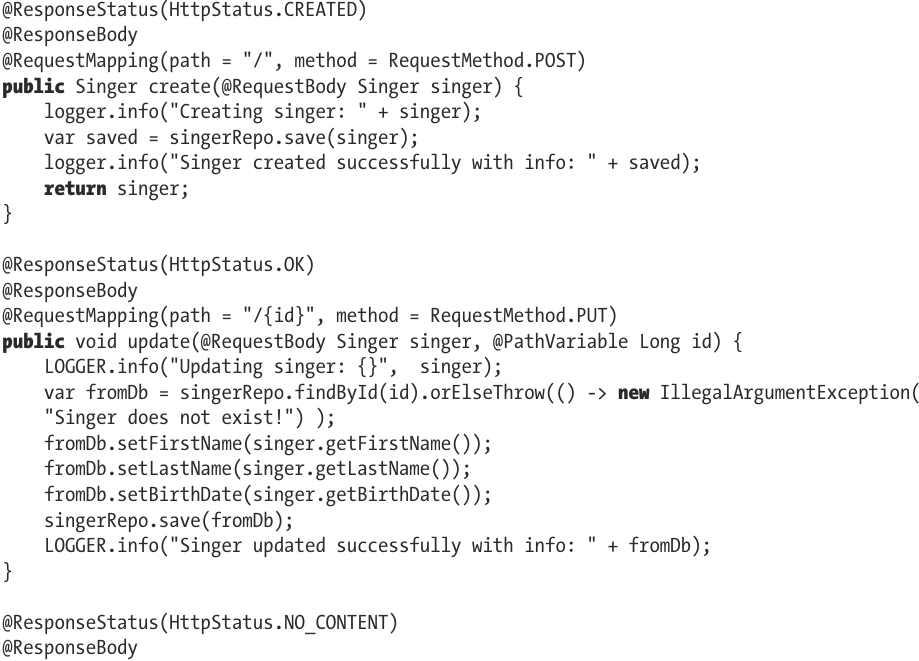 @ResponseStatus(HttpStatus.CREATED)
@ResponseBody
@RequestMapping(path = "/", method = RequestMethod.POST)
public Singer create(@RequestBody Singer singer) {
    logger.info("Creating singer: " + singer);
    var saved = singerRepo.save(singer);
    logger.info("Singer created successfully with info: " + saved);
    return singer;
}

@ResponseStatus(HttpStatus.OK)
@ResponseBody
@RequestMapping(path = "/{id}", method = RequestMethod.PUT)
public void update(@RequestBody Singer singer, @PathVariable Long id) {
    LOGGER.info("Updating singer: {}",  singer);
    var fromDb = singerRepo.findById(id).orElseThrow(() -> new IllegalArgumentException(
    "Singer does not exist!") );
    fromDb.setFirstName(singer.getFirstName());
    fromDb.setLastName(singer.getLastName());
    fromDb.setBirthDate(singer.getBirthDate());
    singerRepo.save(fromDb);
    LOGGER.info("Singer updated successfully with info: " + fromDb);
}

@ResponseStatus(HttpStatus.NO_CONTENT)
@ResponseBody